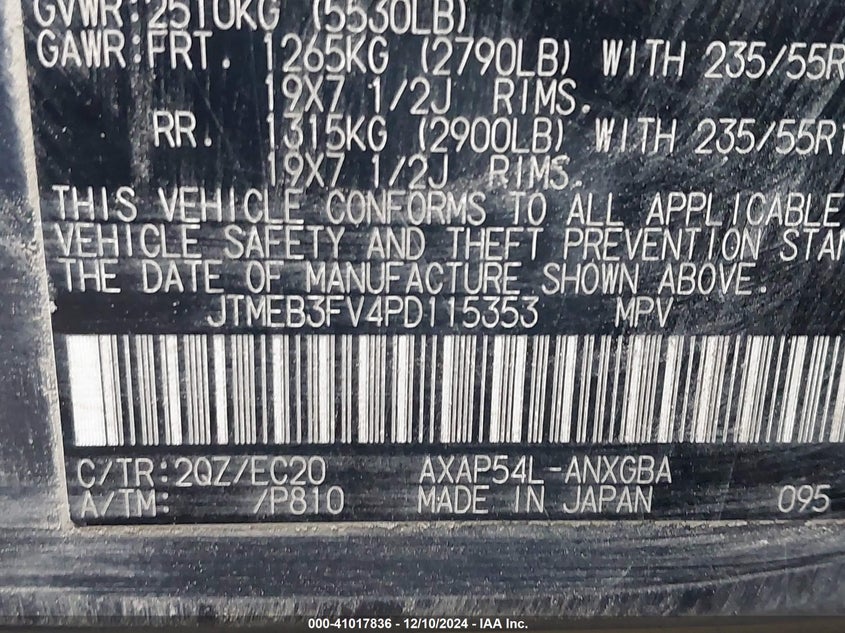 GVWR:2510KG (5530LB)
GAWR:FRT. 1265KG (2790LB) WITH 235/55R
19X7 1/2J RIMS.
RR. 1315KG (2900LB) WITH 235/55R1
19X7 1/2J RIMS.
THIS VEHICLE CONFORMS TO ALL APPLICABLE
VEHICLE SAFETY AND THEFT PREVENTION STAN
THE DATE OF MANUFACTURE SHOWN ABOVE.
JTMEB3FV4PD115353 MPV
C/TR:2QZ/EC20 AXAP54L-ANXGBA
A/TM: /P810 MADE IN JAPAN 095
000-41017836 - 12/10/2024 - IAA Inc.